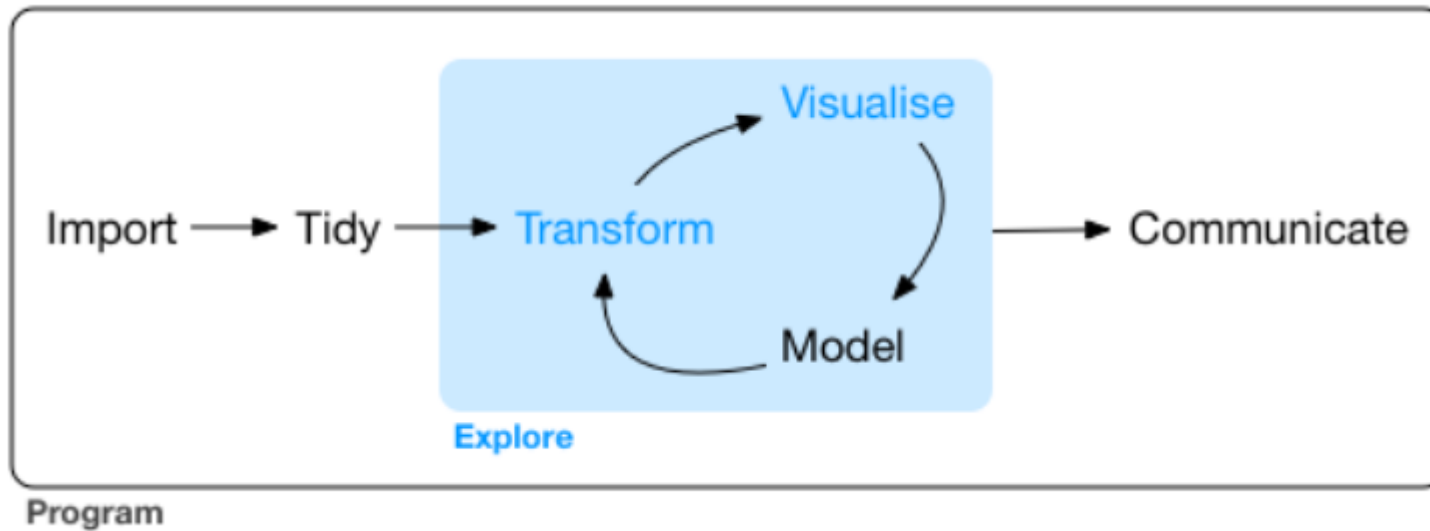 Visualise
Import Tidy Transform Communicate
Model
Explore
Program